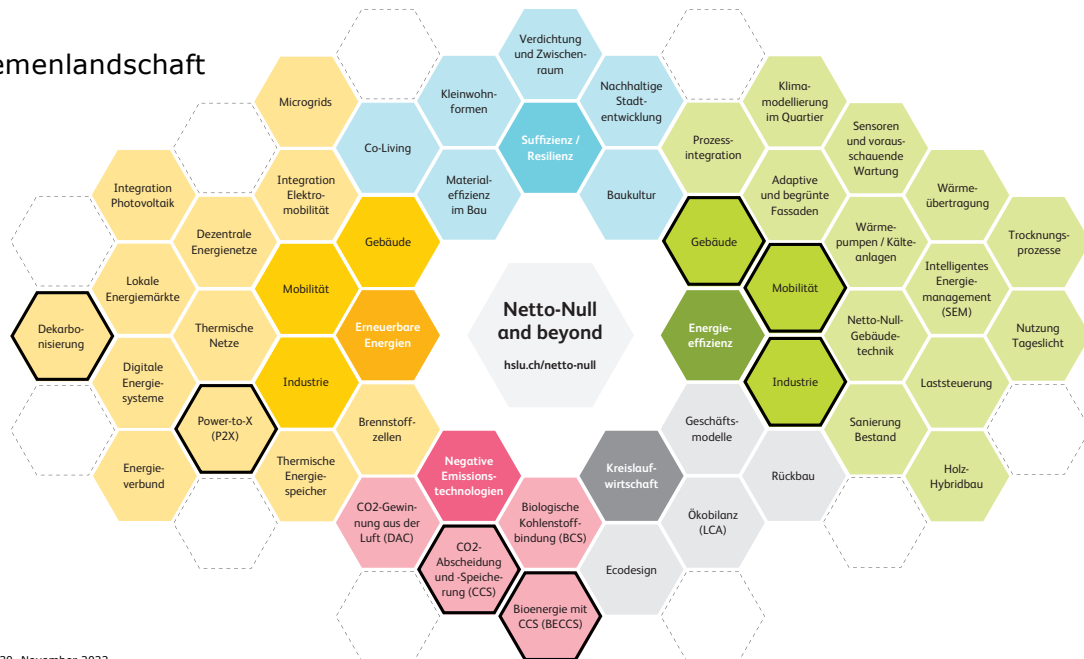 emenlandschaft
Verdichtung
und Zwischen-
raum
Kleinwohn-
formen
Nachhaltige
Stadt-
entwicklung
Klima-
modellierung
im Quartier
Microgrids
Co-Living
Suffizienz /
Resilienz
Prozess-
integration
Sensoren
und voraus-
schauende
Wartung
Integration
Photovoltaik
Integration
Elektro-
mobilität
Material-
effizienz
im Bau
Baukultur
Adaptive
und begrünte
Fassaden
Wärme-
übertragung
Dezentrale
Energienetze
Gebäude
Gebäude
Wärme-
pumpen / Kälte-
anlagen
Trocknungs-
prozesse
Lokale
Energiemärkte
Mobilität
Mobilität
Intelligentes
Energie-
management
(SEM)
Dekarbo-
nisierung
Thermische
Netze
Erneuerbare
Energien
Netto-Null
and beyond
hslu.ch/netto-null
Energie-
effizienz
Netto-Null-
Gebäude-
technik
Nutzung
Tageslicht
Digitale
Energie-
systeme
Industrie
Industrie
Laststeuerung
Power-to-X
(P2X)
Brennstoff-
zellen
Geschäfts-
modelle
Sanierung
Bestand
Energie-
verbund
Thermische
Energie-
speicher
Negative
Emissions-
technologien
Kreislauf-
wirtschaft
Rückbau
Holz-
Hybridbau
CO2-Gewin-
nung aus der
Luft (DAC)
Biologische
Kohlenstoff-
bindung (BCS)
Ökobilanz
(LCA)
CO2-
Abscheidung
und -Speiche-
rung (CCS)
Ecodesign
Bioenergie mit
CCS (BECCS)